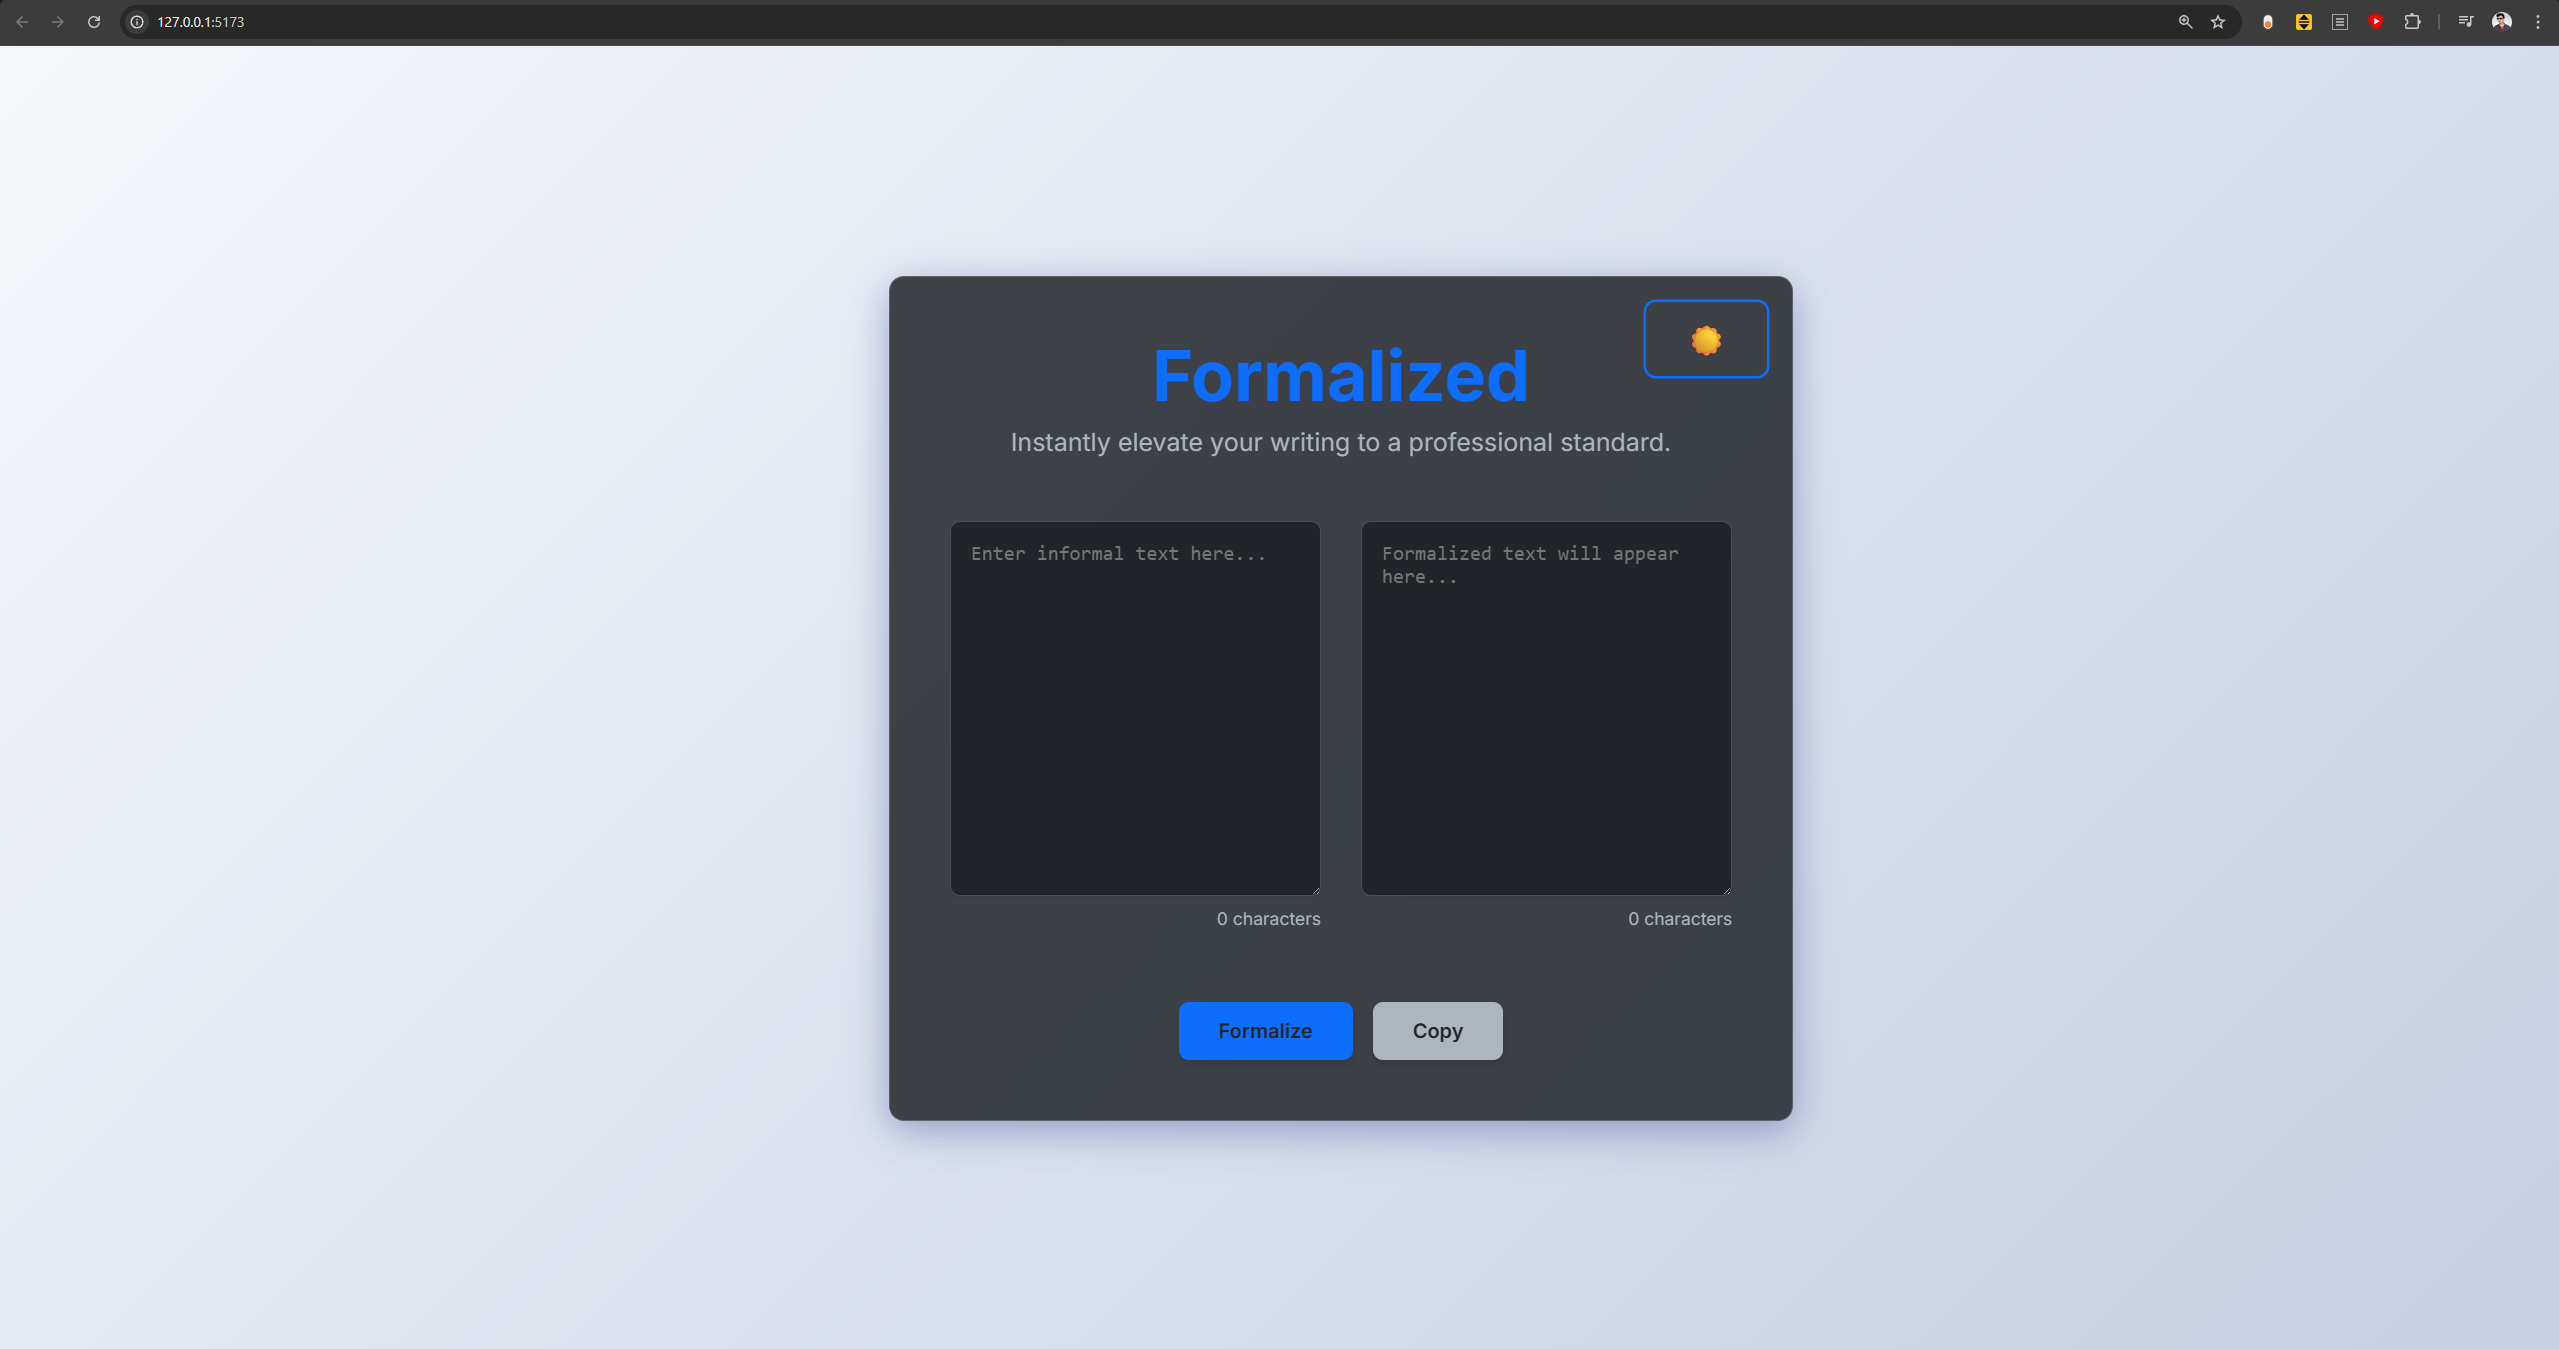 127.0.0.1:5173
Formalized
Instantly elevate your writing to a professional standard.
Enter informal text here...
Formalized text will appear
here...
0 characters
0 characters
Formalize
Copy